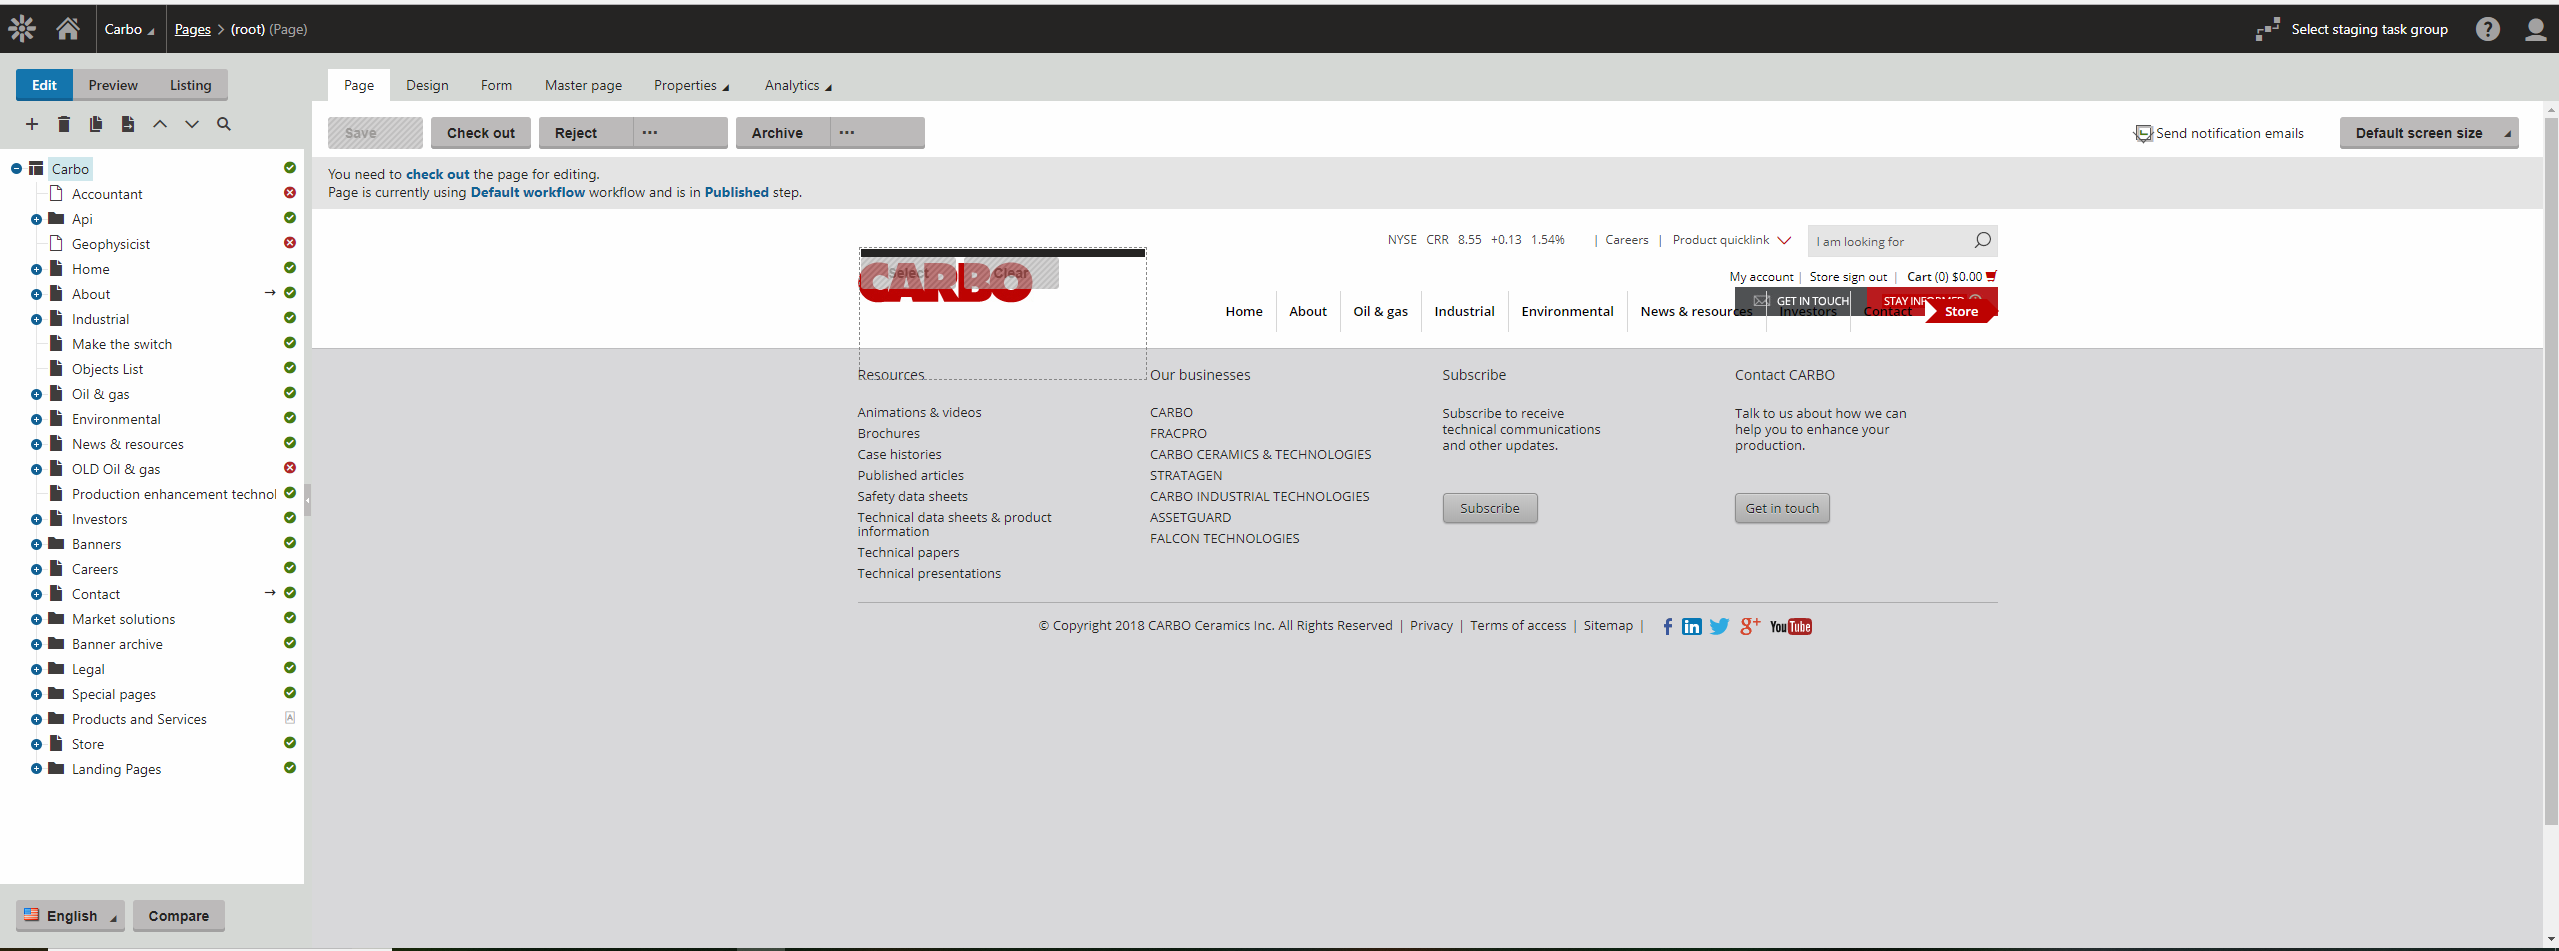 Carbo
Pages > (root) (Page)
Select staging task group
?
Edit Preview Listing
Page Design Form Master page Properties Analytics
Save Check out Reject ... Archive ...
Send notification emails
Default screen size
You need to check out the page for editing.
Page is currently using Default workflow workflow and is in Published step.
Carbo
Accountant
Api
Geophysicist
Home
About
Industrial
Make the switch
Objects List
Oil & gas
Environmental
News & resources
OLD Oil & gas
Production enhancement technol
Investors
Banners
Careers
Contact
Market solutions
Banner archive
Legal
Special pages
Products and Services
A
Store
Landing Pages
English Compare
NYSE CRR 8.55 +0.13 1.54% | Careers | Product quicklink
I am looking for
Select Clear
CARBO
My account | Store sign out | Cart (0) $0.00
GET IN TOUCH STAY INFORMED
Home About Oil & gas Industrial Environmental News & resources Investors Contact Store
Resources
Animations & videos
Brochures
Case histories
Published articles
Safety data sheets
Technical data sheets & product
information
Technical papers
Technical presentations
Our businesses
CARBO
FRACPRO
CARBO CERAMICS & TECHNOLOGIES
STRATAGEN
CARBO INDUSTRIAL TECHNOLOGIES
ASSETGUARD
FALCON TECHNOLOGIES
Subscribe
Subscribe to receive
technical communications
and other updates.
Subscribe
Contact CARBO
Talk to us about how we can
help you to enhance your
production.
Get in touch
© Copyright 2018 CARBO Ceramics Inc. All Rights Reserved | Privacy | Terms of access | Sitemap |
f in g+ YouTube